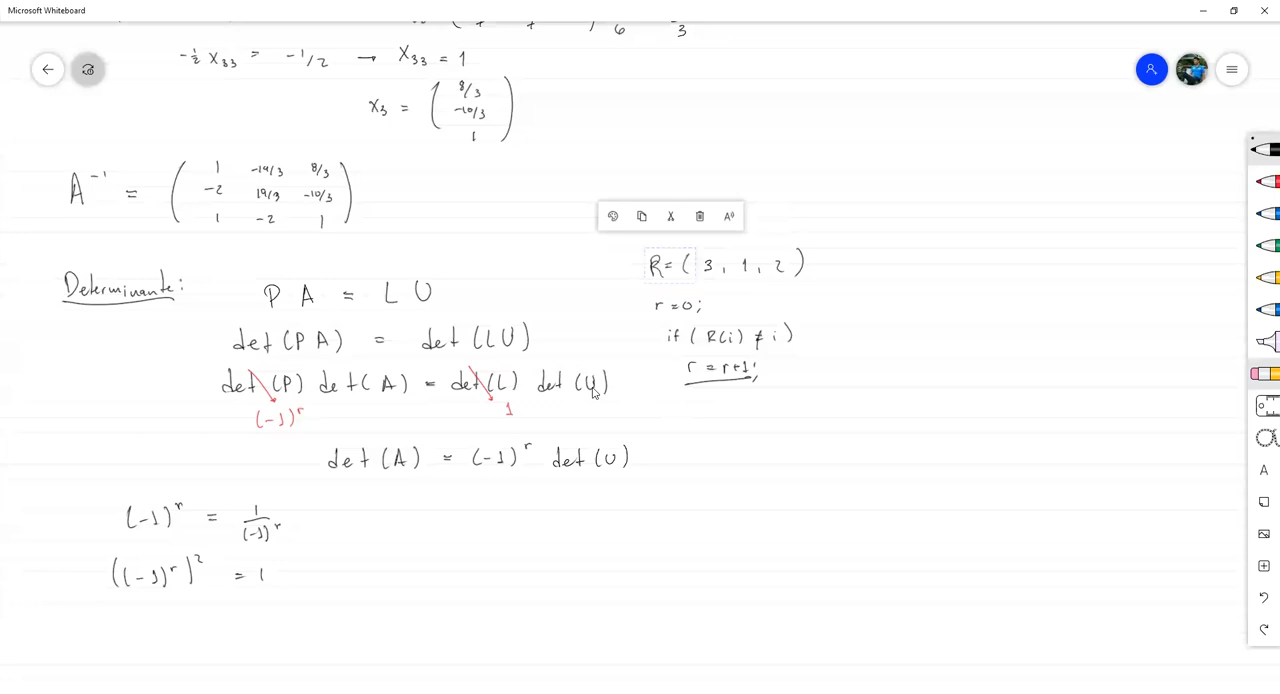 Microsoft Whiteboard
-½ X₃₃ = -1/2 → X₃₃ = 1
X₃ = ( 8/3
-10/3
1 )
A⁻¹ = ( 1 -19/3 8/3
-2 19/3 -10/3
1 -2 1 )
Determinante:
P A = L U
det (P A) = det (L U)
det (P) det (A) = det (L) det (U)
(-1)ʳ 1
det (A) = (-1)ʳ det (U)
(-1)ʳ = 1/(-1)ʳ
((-1)ʳ)² = 1
R = ( 3 , 1 , 2 )
r = 0;
if ( R(i) ≠ i )
r = r+1;